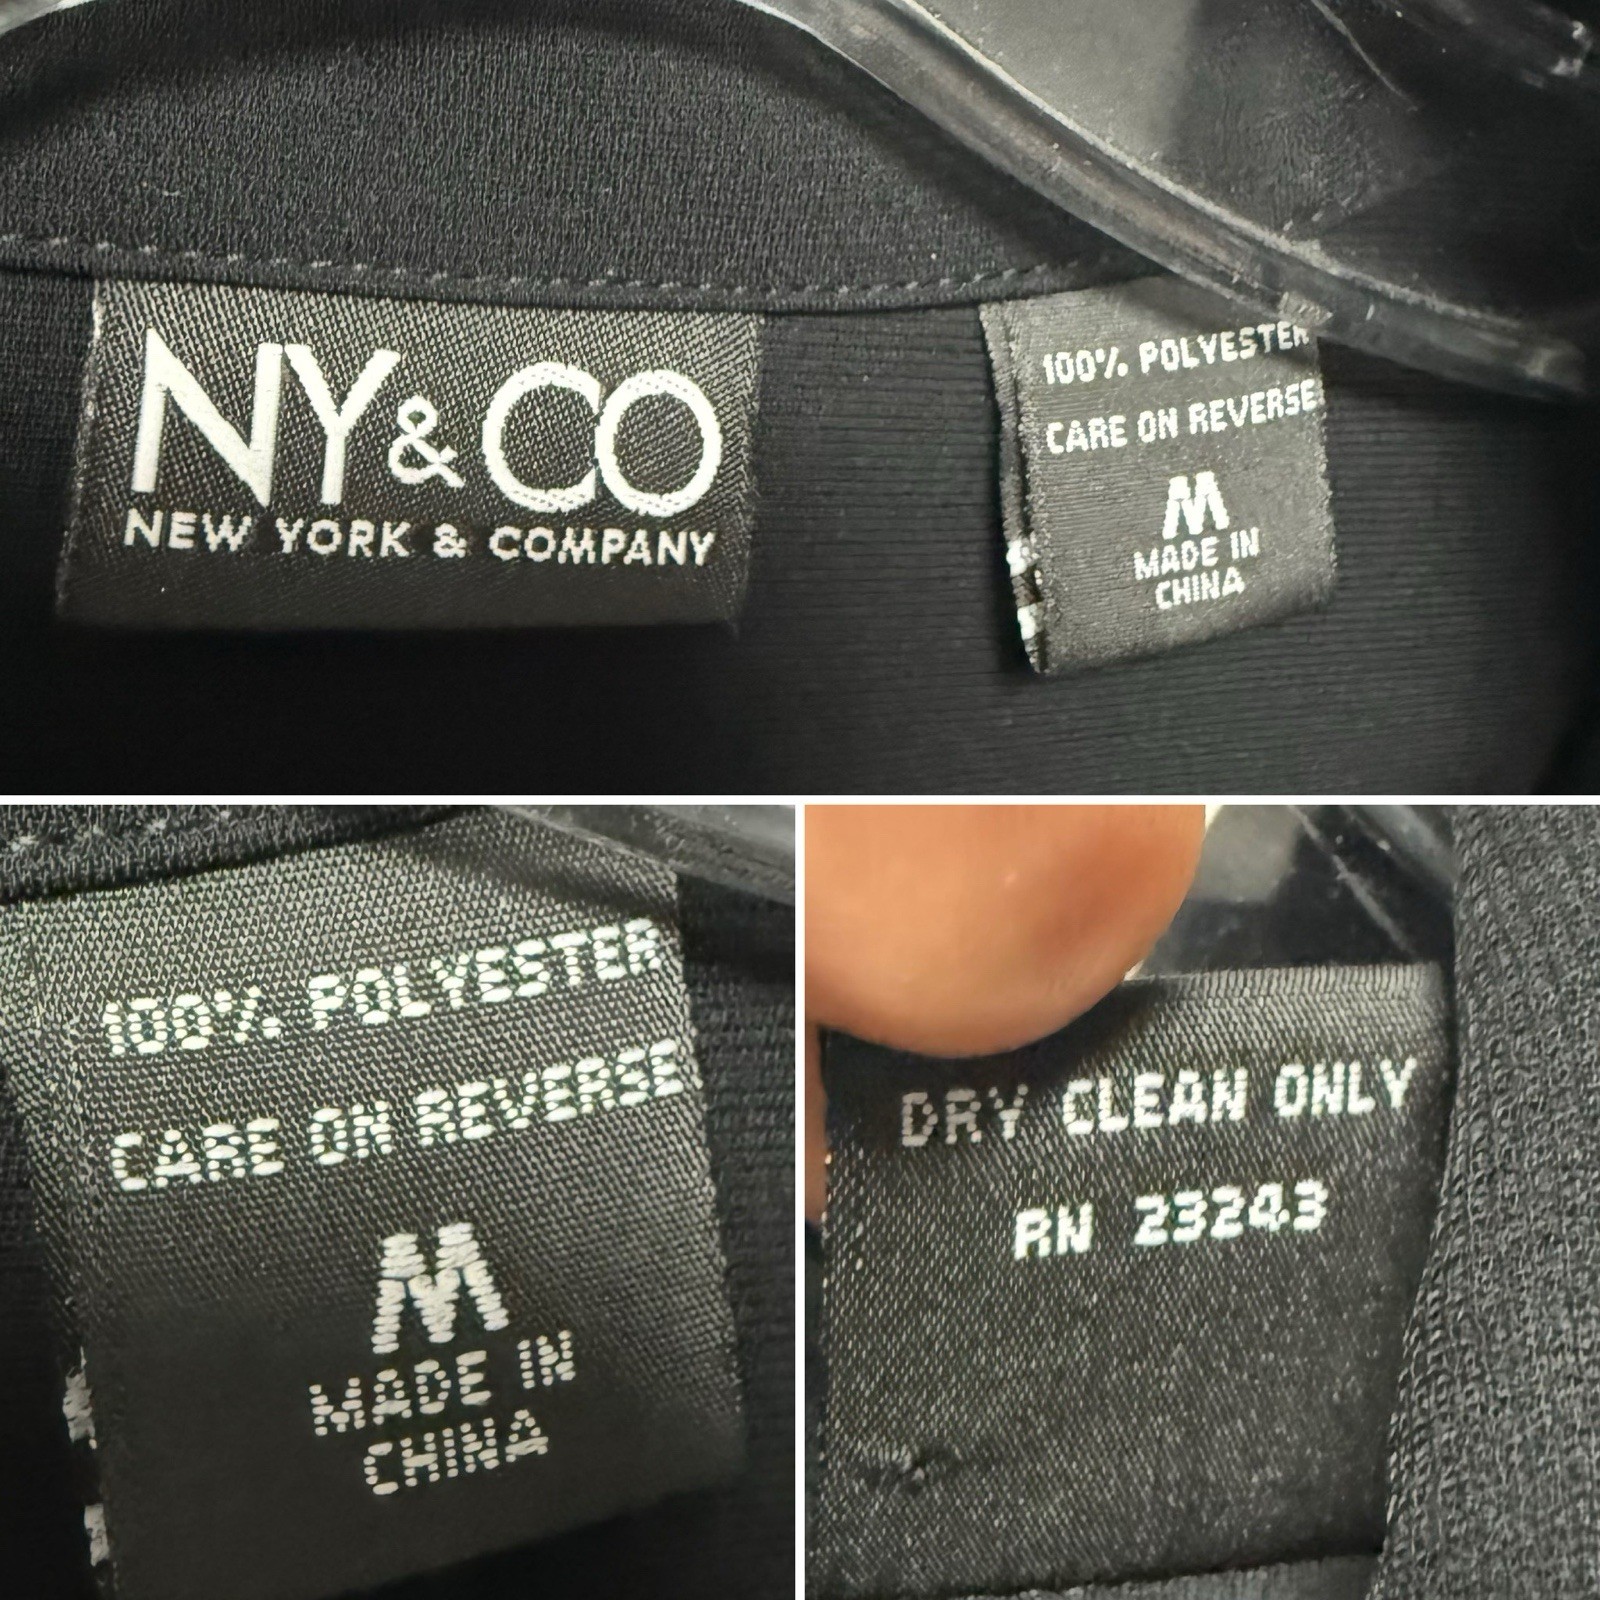 NY&CO
NEW YORK & COMPANY
100% POLYESTER
CARE ON REVERSE
M
MADE IN
CHINA
100% POLYESTER
CARE ON REVERSE
M
MADE IN
CHINA
DRY CLEAN ONLY
RN 23243